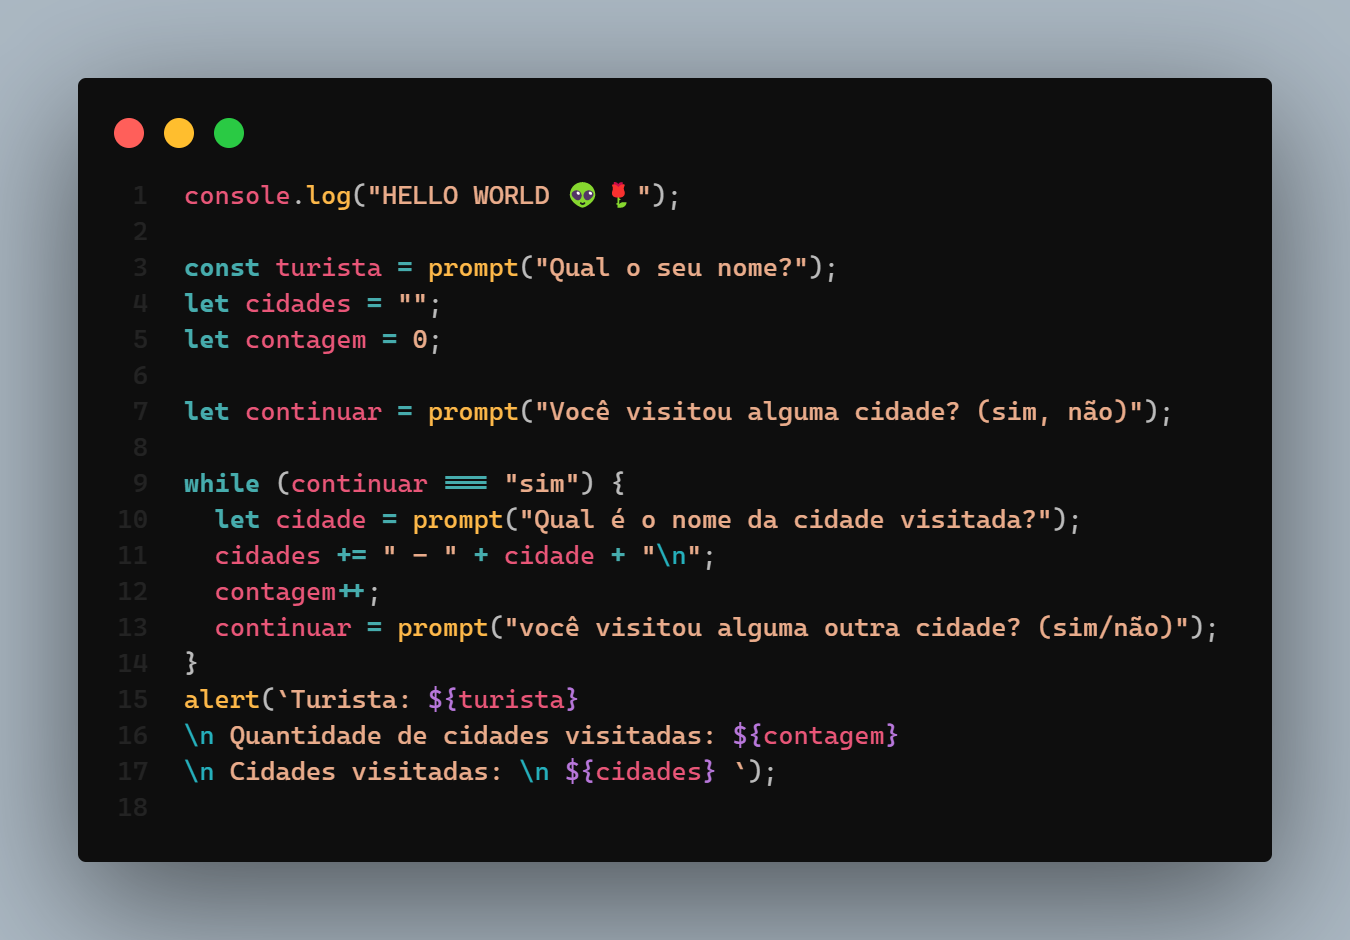 1 console.log("HELLO WORLD 👽🌹");
2
3 const turista = prompt("Qual o seu nome?");
4 let cidades = "";
5 let contagem = 0;
6
7 let continuar = prompt("Você visitou alguma cidade? (sim, não)");
8
9 while (continuar === "sim") {
10   let cidade = prompt("Qual é o nome da cidade visitada?");
11   cidades += " - " + cidade + "\n";
12   contagem++;
13   continuar = prompt("você visitou alguma outra cidade? (sim/não)");
14 }
15 alert(`Turista: ${turista}
16 \n Quantidade de cidades visitadas: ${contagem}
17 \n Cidades visitadas: \n ${cidades} `);
18